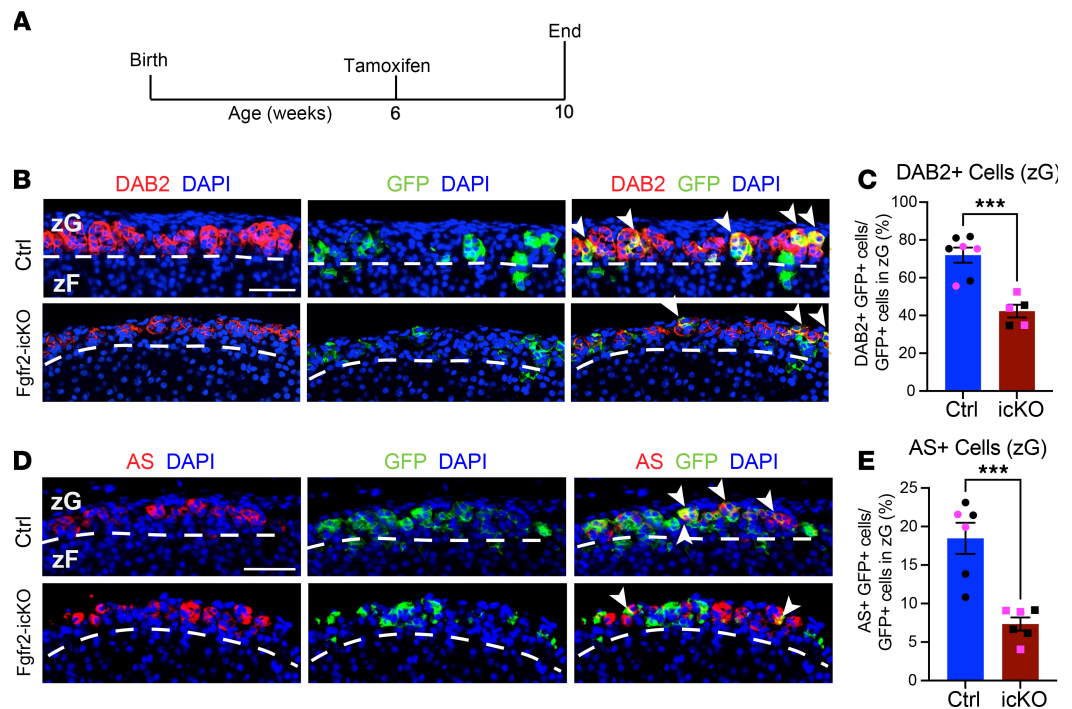 A
Birth
Tamoxifen
End
Age (weeks)
6
10
B
DAB2 DAPI
GFP DAPI
DAB2 GFP DAPI
Ctrl
zG
zF
Fgfr2-icKO
C
DAB2+ Cells (zG)
DAB2+ GFP+ cells/
GFP+ cells in zG (%)
***
100
80
60
40
20
0
Ctrl
icKO
D
AS DAPI
GFP DAPI
AS GFP DAPI
Ctrl
zG
zF
Fgfr2-icKO
E
AS+ Cells (zG)
AS+ GFP+ cells/
GFP+ cells in zG (%)
***
25
20
15
10
5
0
Ctrl
icKO